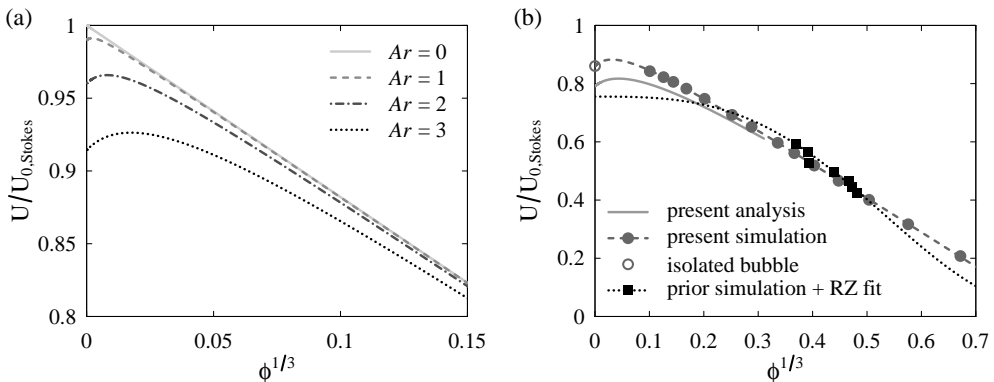 (a)
U/U0,Stokes
1
0.95
0.9
0.85
0.8
Ar = 0
Ar = 1
Ar = 2
Ar = 3
0
0.05
0.1
0.15
ϕ1/3
(b)
U/U0,Stokes
1
0.8
0.6
0.4
0.2
0
present analysis
present simulation
isolated bubble
prior simulation + RZ fit
0
0.1
0.2
0.3
0.4
0.5
0.6
0.7
ϕ1/3